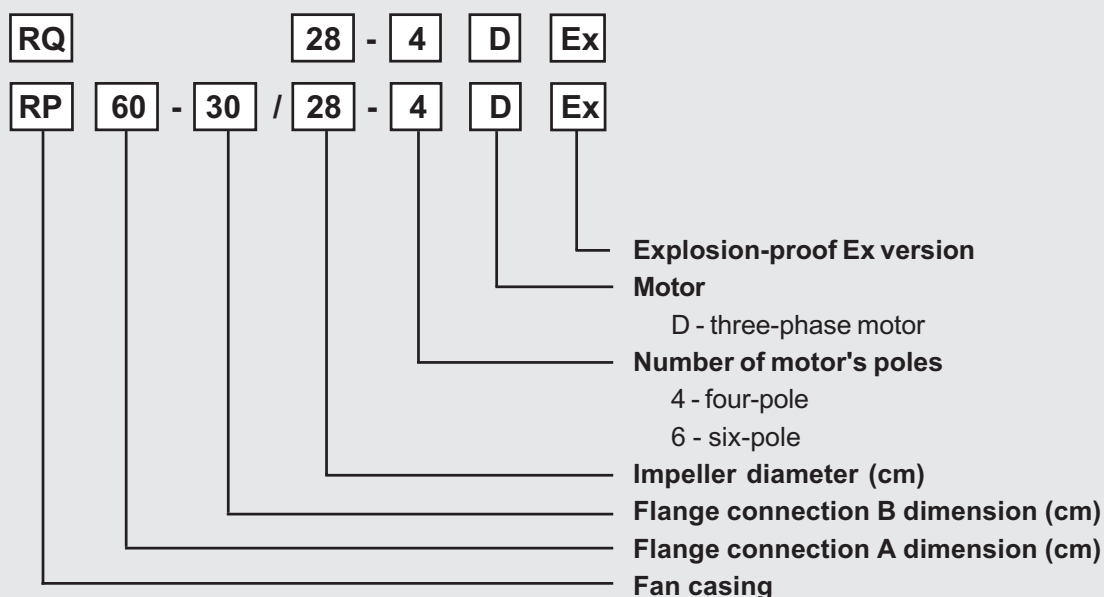 RQ 28 - 4 D Ex
RP 60 - 30 / 28 - 4 D Ex
Explosion-proof Ex version
Motor
D - three-phase motor
Number of motor's poles
4 - four-pole
6 - six-pole
Impeller diameter (cm)
Flange connection B dimension (cm)
Flange connection A dimension (cm)
Fan casing